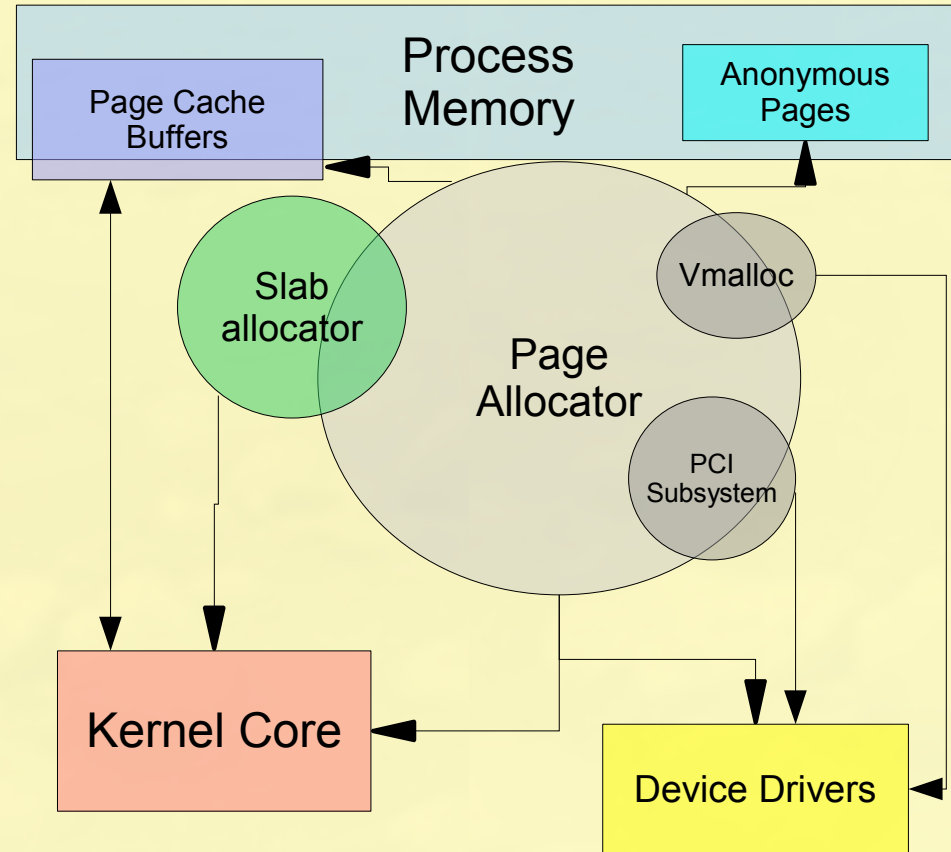 Process
Memory
Page Cache
Buffers
Anonymous
Pages
Slab
allocator
Vmalloc
Page
Allocator
PCI
Subsystem
Kernel Core
Device Drivers